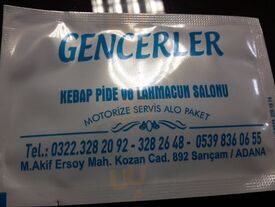 GENCERLER
KEBAP PİDE ve LAHMACUN SALONU
MOTORİZE SERVİS ALO PAKET
Tel.: 0322.328 20 92 - 328 26 48 - 0539 836 06 55
M.Akif Ersoy Mah. Kozan Cad. 892 Sarıçam / ADANA